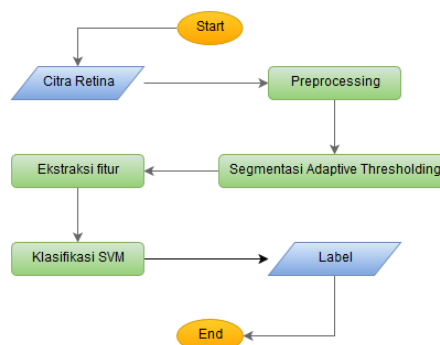 Start
Citra Retina
Preprocessing
Segmentasi Adaptive Thresholding
Ekstraksi fitur
Klasifikasi SVM
Label
End